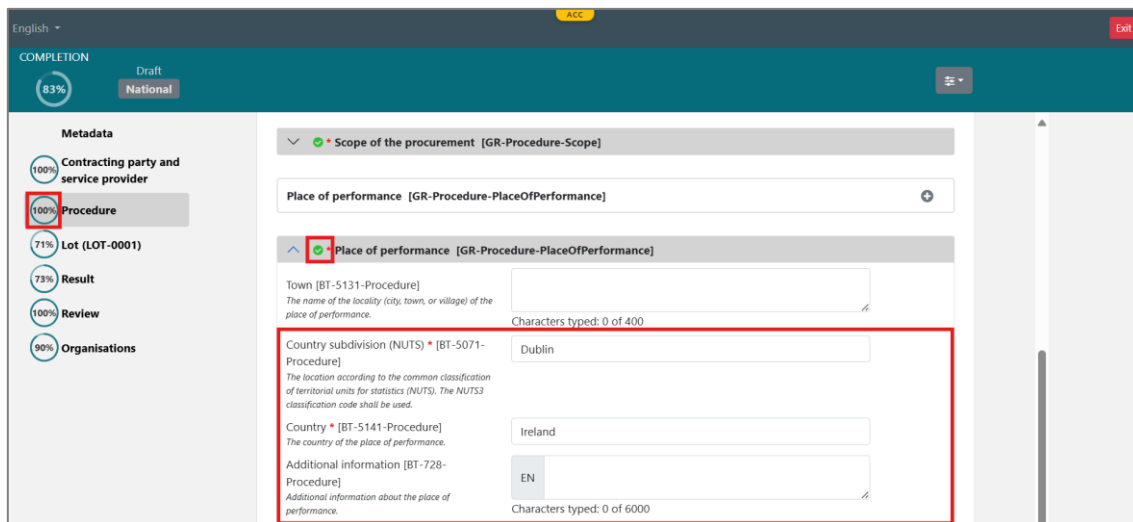 ACC
English
Exit
COMPLETION
83%
Draft
National
Metadata
100%
Contracting party and
service provider
100%
Procedure
71%
Lot (LOT-0001)
73%
Result
100%
Review
90%
Organisations
* Scope of the procurement [GR-Procedure-Scope]
Place of performance [GR-Procedure-PlaceOfPerformance]
* Place of performance [GR-Procedure-PlaceOfPerformance]
Town [BT-5131-Procedure]
The name of the locality (city, town, or village) of the
place of performance.
Characters typed: 0 of 400
Country subdivision (NUTS) * [BT-5071-
Procedure]
Dublin
The location according to the common classification
of territorial units for statistics (NUTS). The NUTS3
classification code shall be used.
Country * [BT-5141-Procedure]
Ireland
The country of the place of performance.
Additional information [BT-728-
Procedure]
EN
Additional information about the place of
performance.
Characters typed: 0 of 6000